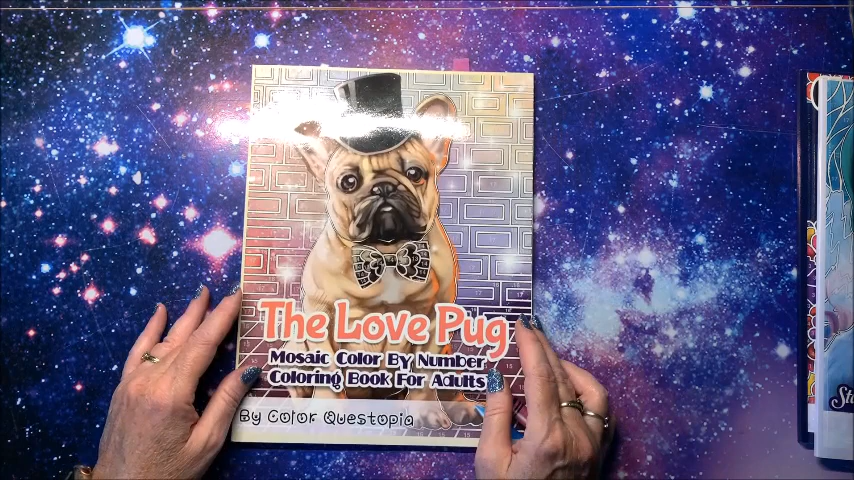 The Love Pug
Mosaic Color By Number
Coloring Book For Adults
By Color Questopia